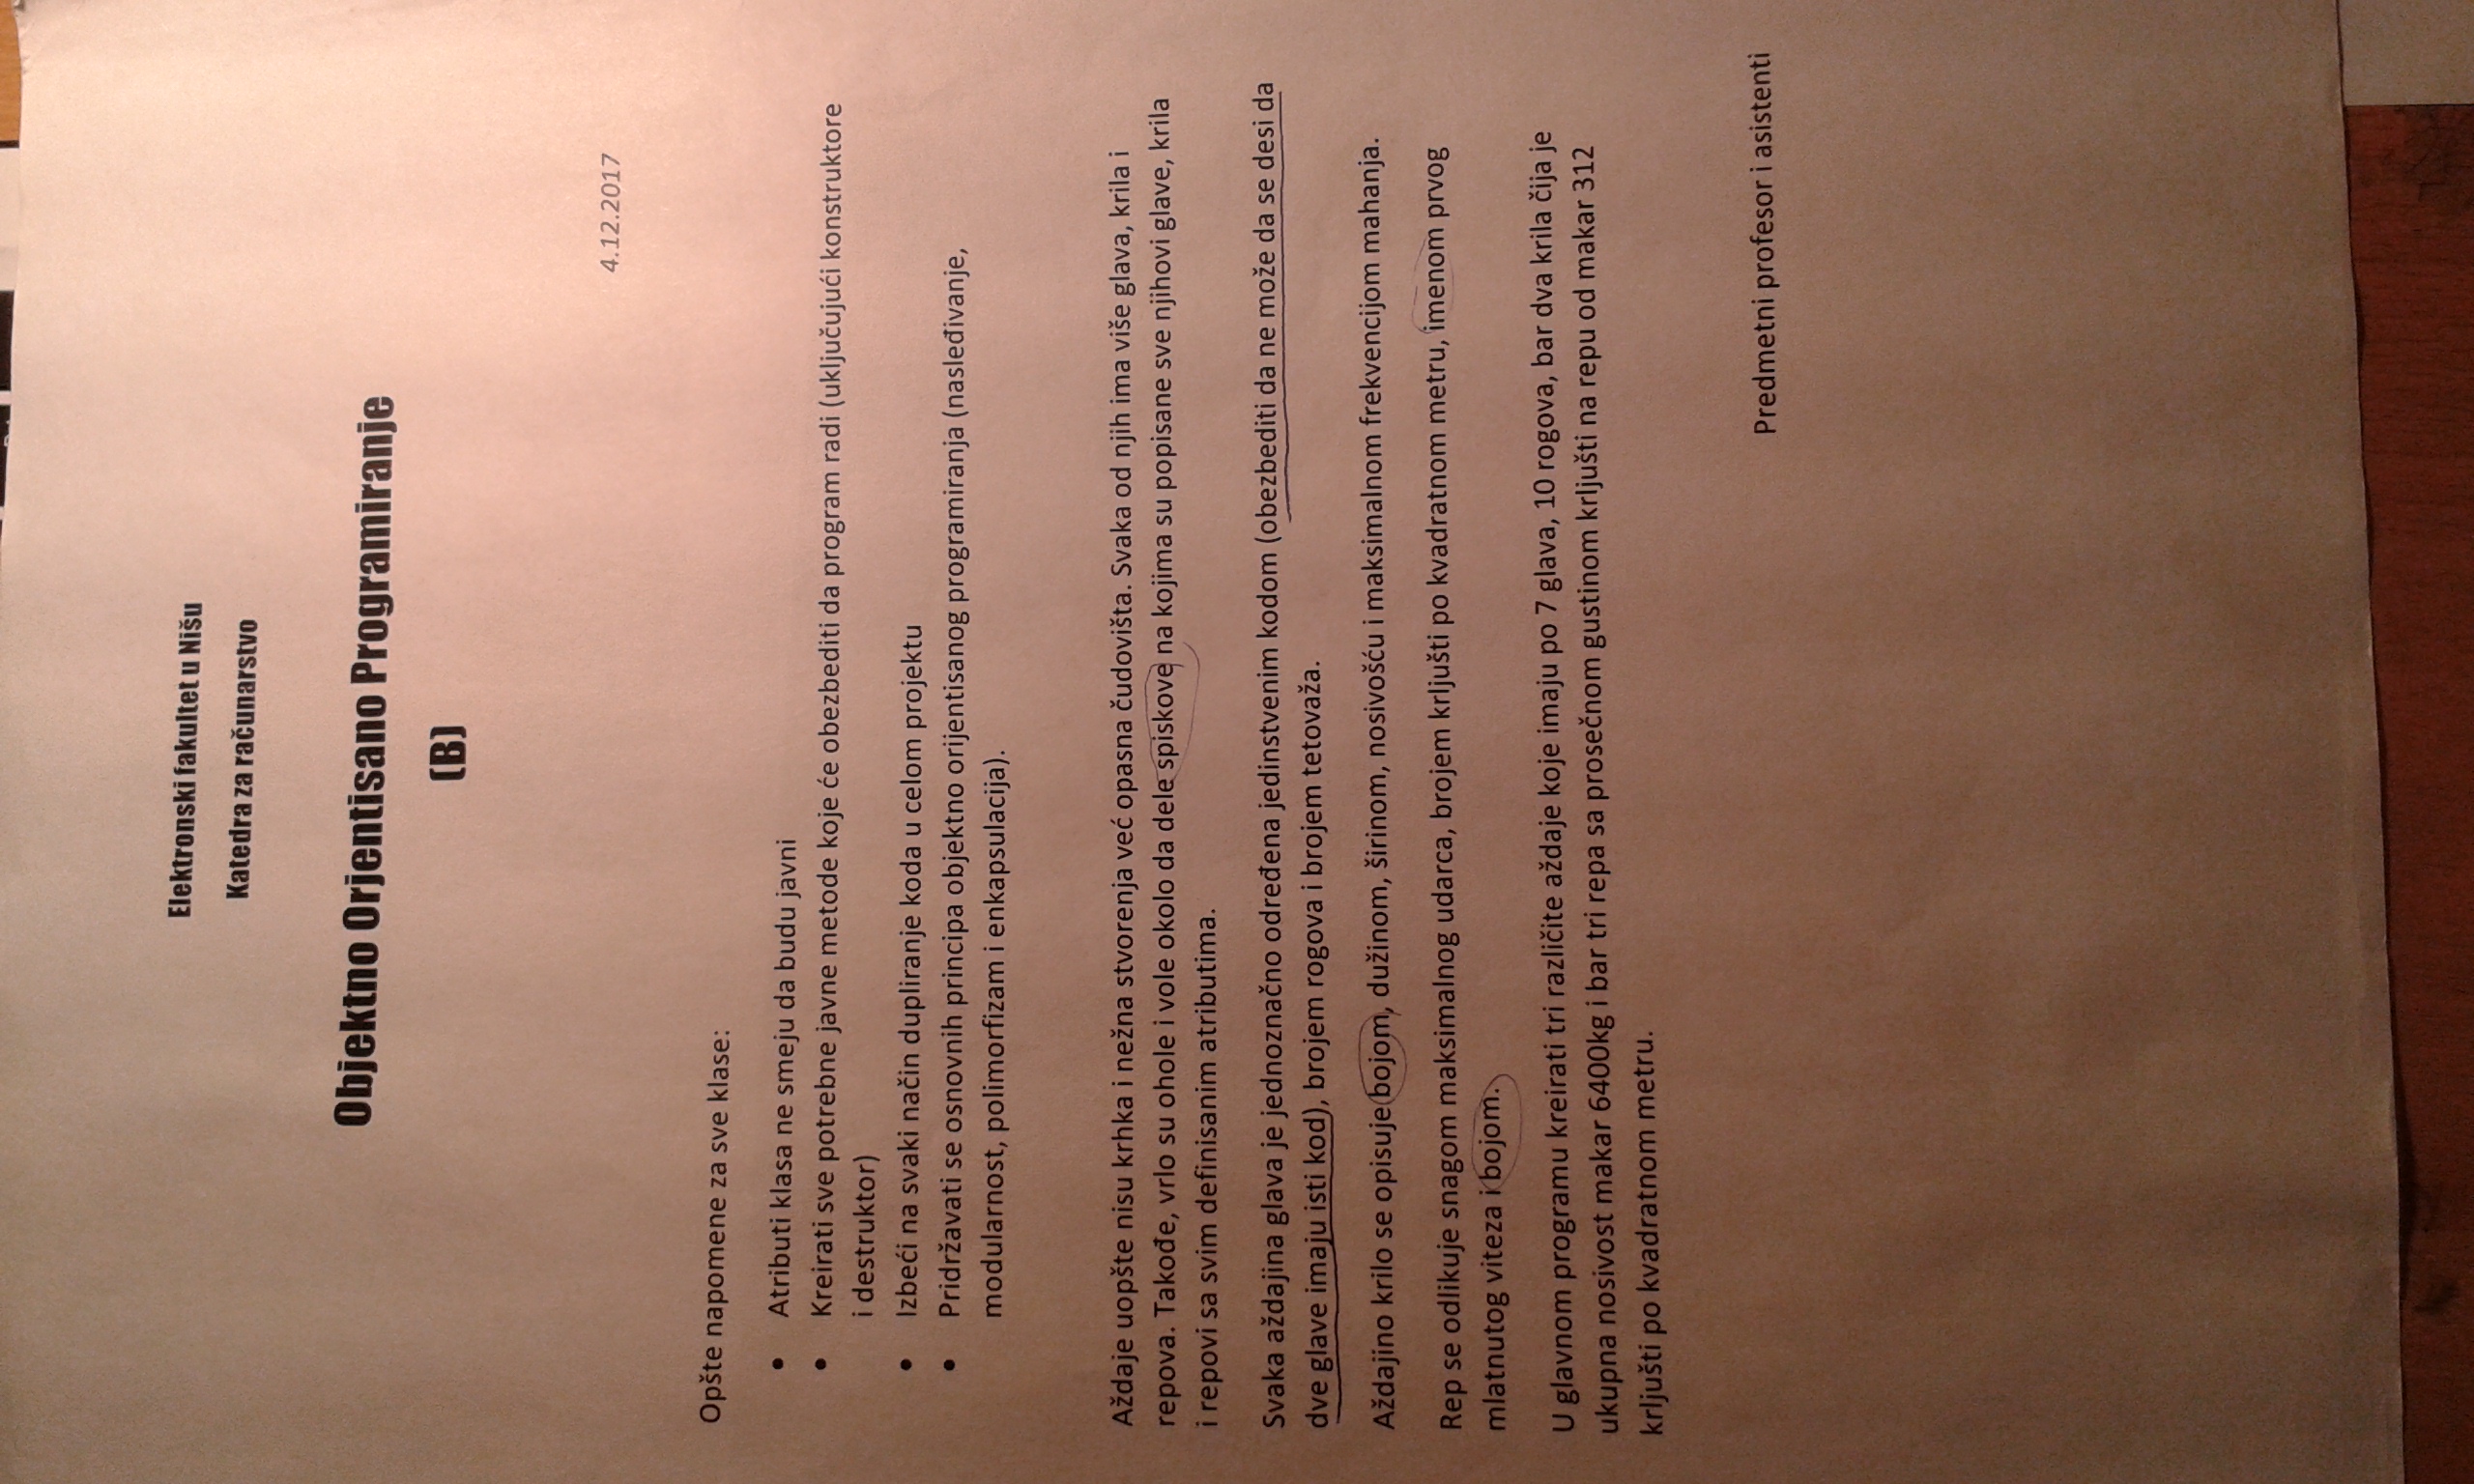 Elektronski fakultet u Nišu
Katedra za računarstvo
Objektno Orjentisano Programiranje
(B)
4.12.2017
Opšte napomene za sve klase:
• Atributi klasa ne smeju da budu javni
• Kreirati sve potrebne javne metode koje će obezbediti da program radi (uključujući konstruktore
i destruktor)
• Izbeći na svaki način dupliranje koda u celom projektu
• Pridržavati se osnovnih principa objektno orijentisanog programiranja (nasleđivanje,
modularnost, polimorfizam i enkapsulacija).
Aždaje uopšte nisu krhka i nežna stvorenja već opasna čudovišta. Svaka od njih ima više glava, krila i
repova. Takođe, vrlo su ohole i vole okolo da dele spiskove na kojima su popisane sve njihovi glave, krila
i repovi sa svim definisanim atributima.
Svaka aždajina glava je jednoznačno određena jedinstvenim kodom (obezbediti da ne može da se desi da
dve glave imaju isti kod), brojem rogova i brojem tetovaža.
Aždajino krilo se opisuje bojom, dužinom, širinom, nosivošću i maksimalnom frekvencijom mahanja.
Rep se odlikuje snagom maksimalnog udarca, brojem krljušti po kvadratnom metru, imenom prvog
mlatnutog viteza i bojom.
U glavnom programu kreirati tri različite aždaje koje imaju po 7 glava, 10 rogova, bar dva krila čija je
ukupna nosivost makar 6400kg i bar tri repa sa prosečnom gustinom krljušti na repu od makar 312
krljušti po kvadratnom metru.
Predmetni profesor i asistenti